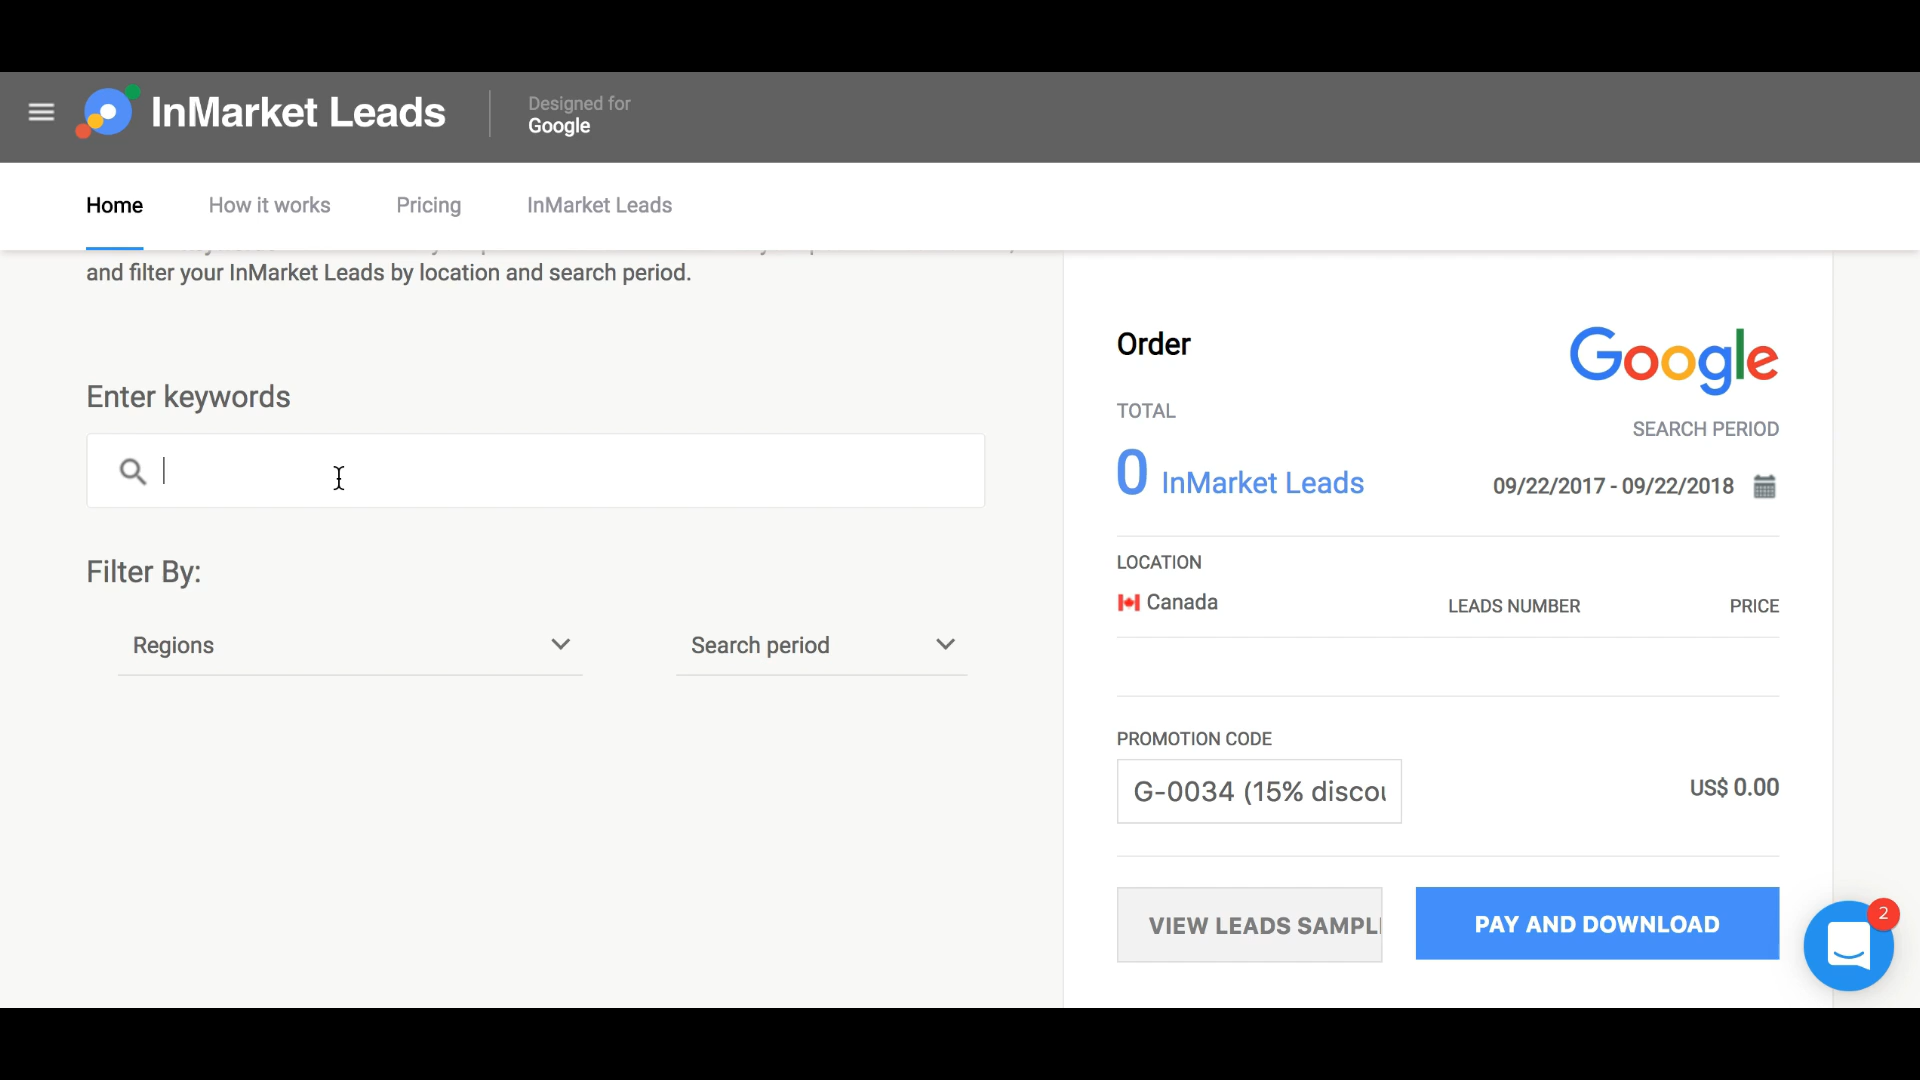 InMarket Leads
Designed for
Google
Home
How it works
Pricing
InMarket Leads
and filter your InMarket Leads by location and search period.
Enter keywords
Filter By:
Regions
Search period
Order
Google
TOTAL
SEARCH PERIOD
0 InMarket Leads
09/22/2017 - 09/22/2018
LOCATION
Canada
LEADS NUMBER
PRICE
PROMOTION CODE
G-0034 (15% discou
US$ 0.00
VIEW LEADS SAMPL
PAY AND DOWNLOAD
2